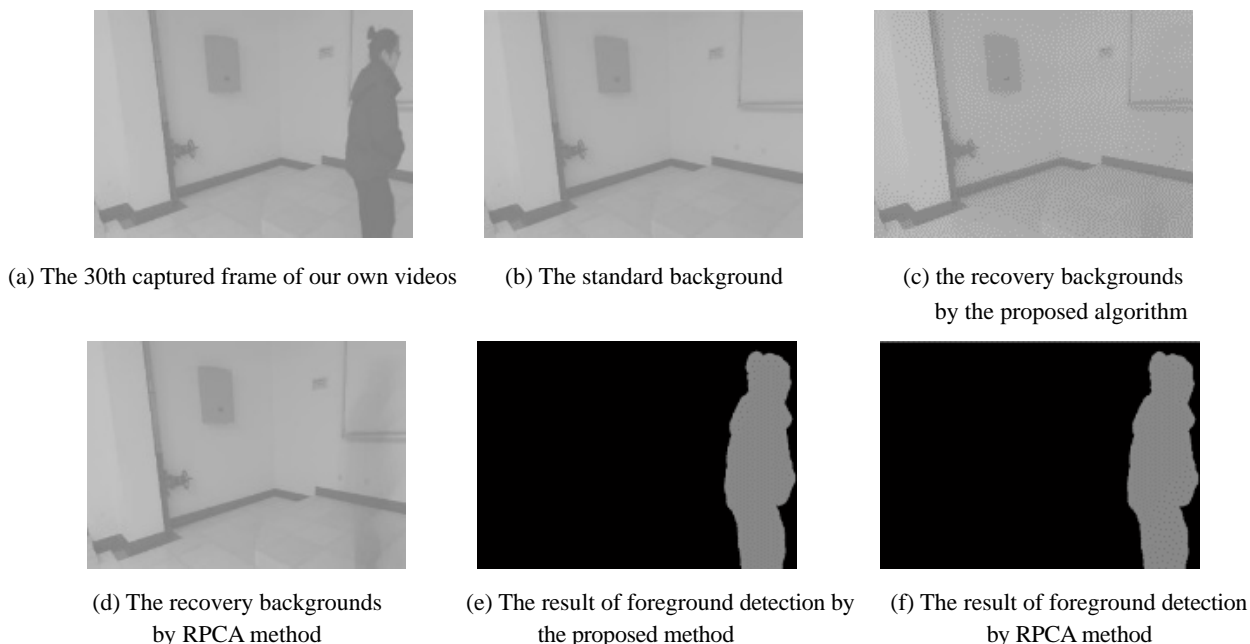 (a) The 30th captured frame of our own videos
(b) The standard background
(c) the recovery backgrounds
by the proposed algorithm
(d) The recovery backgrounds
by RPCA method
(e) The result of foreground detection by
the proposed method
(f) The result of foreground detection
by RPCA method